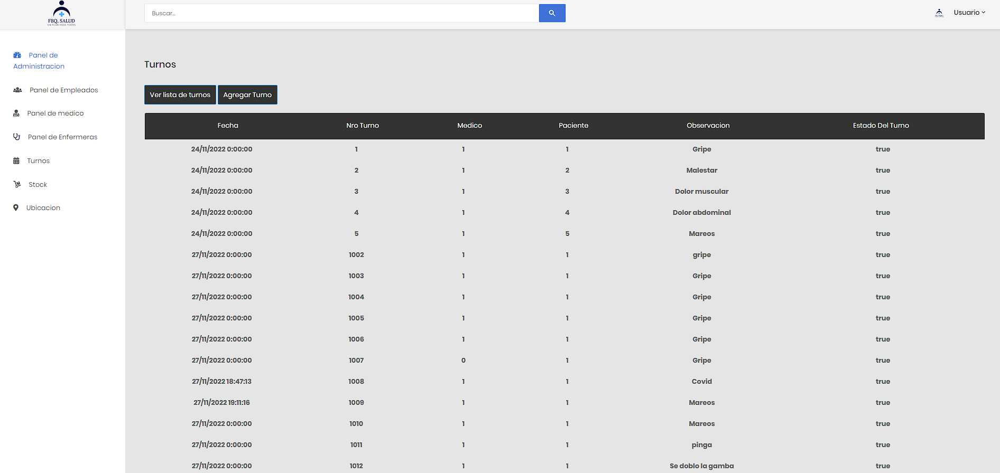 FBQ. SALUD
UN PLAN PARA TODOS
Buscar...
Usuario
Panel de
Administracion
Panel de Empleados
Panel de medico
Panel de Enfermeras
Turnos
Stock
Ubicacion
Turnos
Ver lista de turnos Agregar Turno
Fecha Nro Turno Medico Paciente Observacion Estado Del Turno
24/11/2022 0:00:00 1 1 1 Gripe true
24/11/2022 0:00:00 2 1 2 Malestar true
24/11/2022 0:00:00 3 1 3 Dolor muscular true
24/11/2022 0:00:00 4 1 4 Dolor abdominal true
24/11/2022 0:00:00 5 1 5 Mareos true
27/11/2022 0:00:00 1002 1 1 gripe true
27/11/2022 0:00:00 1003 1 1 Gripe true
27/11/2022 0:00:00 1004 1 1 Gripe true
27/11/2022 0:00:00 1005 1 1 Gripe true
27/11/2022 0:00:00 1006 1 1 Gripe true
27/11/2022 0:00:00 1007 0 1 Gripe true
27/11/2022 18:47:13 1008 1 1 Covid true
27/11/2022 19:11:16 1009 1 1 Mareos true
27/11/2022 0:00:00 1010 1 1 Mareos true
27/11/2022 0:00:00 1011 1 1 pinga true
27/11/2022 0:00:00 1012 1 1 Se doblo la gamba true